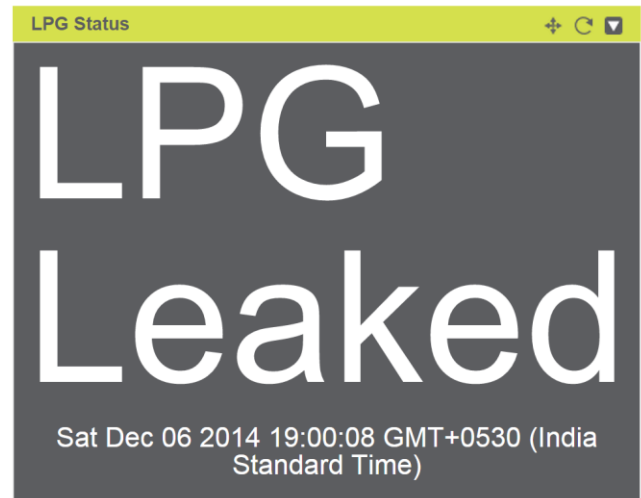 LPG Status
LPG
Leaked
Sat Dec 06 2014 19:00:08 GMT+0530 (India
Standard Time)